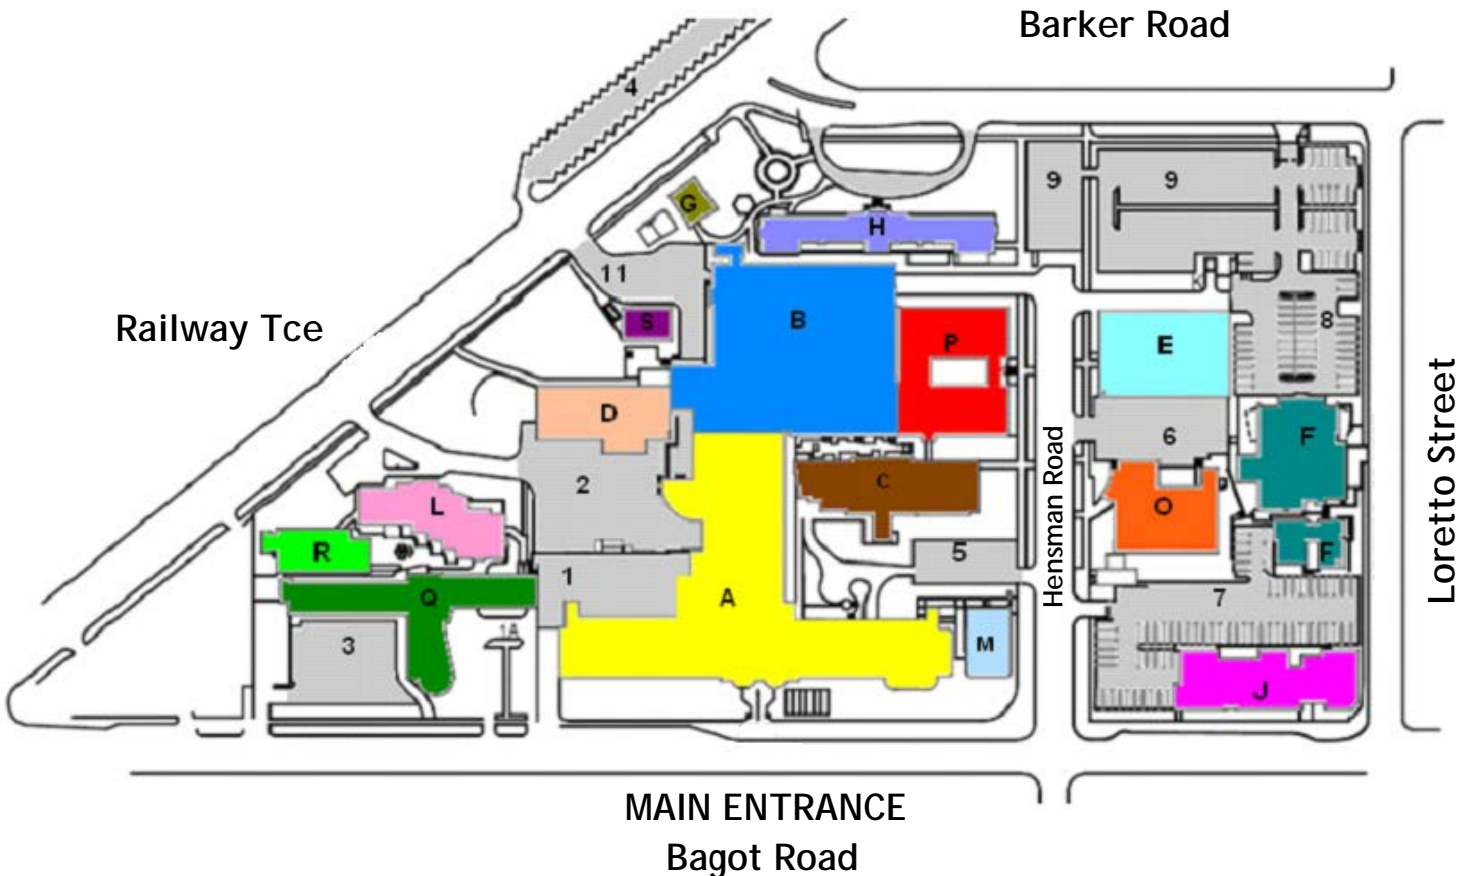 Barker Road
4
9
9
G
H
11
Railway Tce
S
B
P
E
8
D
6
F
C
2
L
O
Hensman Road
Loretto Street
R
5
F
1
Q
A
7
1A
3
M
J
MAIN ENTRANCE
Bagot Road